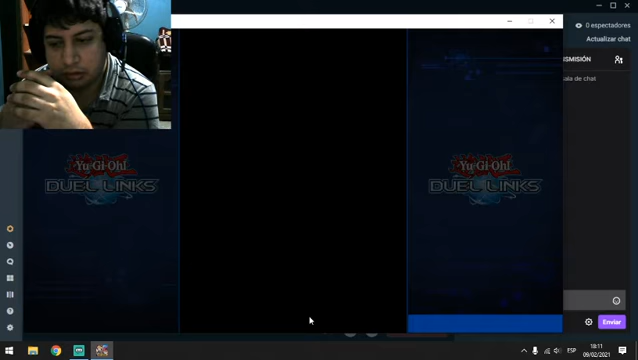 0 espectadores
Actualizar chat
NSMISIÓN
Sala de chat
Yu-Gi-Oh!
DUEL LINKS
Yu-Gi-Oh!
DUEL LINKS
Enviar
ESP
18:11
09/02/2021